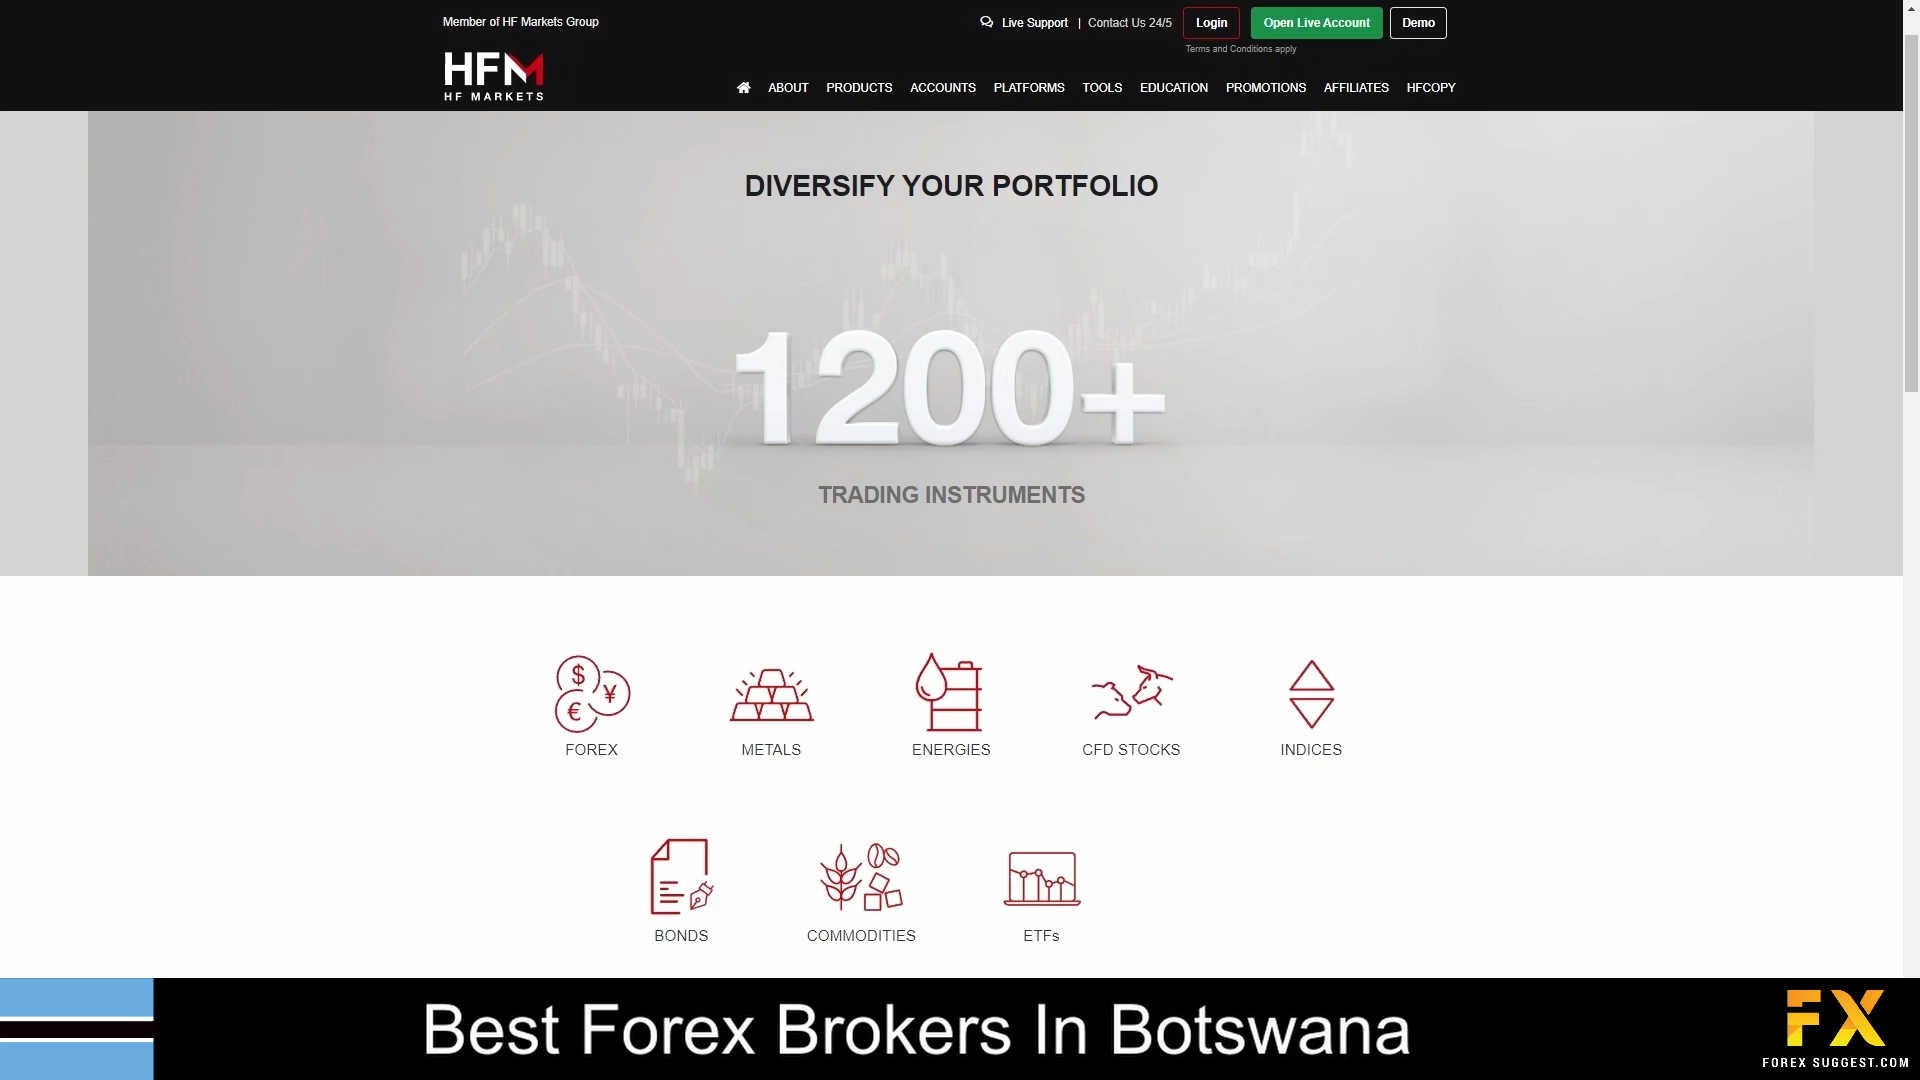 Member of HF Markets Group
Live Support | Contact Us 24/5 Login Open Live Account Demo
Terms and Conditions apply
HFM
HF MARKETS
ABOUT PRODUCTS ACCOUNTS PLATFORMS TOOLS EDUCATION PROMOTIONS AFFILIATES HFCOPY
DIVERSIFY YOUR PORTFOLIO
1200+
TRADING INSTRUMENTS
$ ¥ €
FOREX METALS ENERGIES CFD STOCKS INDICES
BONDS COMMODITIES ETFs
Best Forex Brokers In Botswana
FX
FOREX SUGGEST.COM